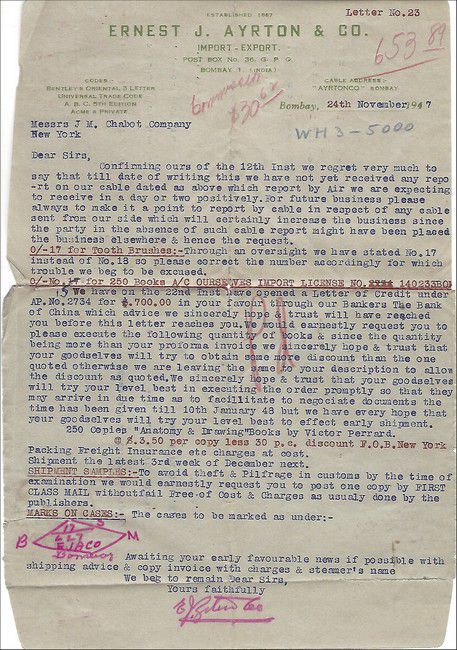 ESTABLISHED 1867
Letter No.23
ERNEST J. AYRTON & CO.
IMPORT - EXPORT.
POST BOX No. 36, G. P. O.
BOMBAY 1. (INDIA)
653 89
CODES :-
BENTLEY'S ORIENTAL 3 LETTER
UNIVERSAL TRADE CODE
A. B. C. 5TH EDITION
ACME & PRIVATE
CABLE ADDRESS :-
"AYRTONCO" BOMBAY.
Commission
$30 62
Bombay, 24th November, 1947
Messrs J M. Chabot Company
New York
WH3-5000
Dear Sirs,
Confirming ours of the 12th Inst we regret very much to
say that till date of writing this we have not yet received any repo
-rt on our cable dated as above which report by Air we are expecting
to receive in a day or two positively.For future business please
always to make it a point to report by cable in respect of any cable
sent from our side which will certainly increase the business since
the party in the absence of such cable report might have been placed
the business elsewhere & hence the request.
O/-17 for Tooth Brushes:-Through an oversight we have stated No.17
instead of No.18 so please correct the number accordingly for which
trouble we beg to be excused.
O/-No. for 250 Books A/C OURSELVES IMPORT LICENSE NO.
We have on the 22nd Inst have opened a Letter of Credit under
AP.No.2734 for $.700.00 in your favour through our Bankers The Bank
of China which advice we sincerely hope & trust will have reached
you before this letter reaches you. would earnestly request you to
please execute the following quantity of books & since the quantity
being more than your proforma invoice we sincerely hope & trust that
your goodselves will try to obtain more discount than the one
quoted otherwise we are leaving the to your description to allow
the discount as quoted.We sincerely hope & trust that your goodselves
will try your level best in executing the order promptly so that they
may arrive in due time as to facilitate to negociate documents so the
time has been given till 10th January 48 but we have every hope that
your goodselves will try your level best to effect early shipment.
250 Copies "Anatomy & Drawing"Books by Victor Perrard.
@ $.3.50 per copy less 30 p.c. discount F.O.B.New York
Packing Freight Insurance etc charges at cost.
Shipment the latest 3rd week of December next.
SHIPMENT SAMPLES:-To avoid theft & Pilfrage in customs by the time of
examination we would earnestly request you to post one copy by FIRST
CLASS MAIL withoutfail Free of Cost & Charges as usualy done by the
publishers.
MARKS ON CASES:- The cases to be marked as under:-
B
M
Bombay
Awaiting your early favourable news if possible with
shipping advice & copy invoice with charges & steamer's name
We beg to remain Dear Sirs,
Yours faithfully